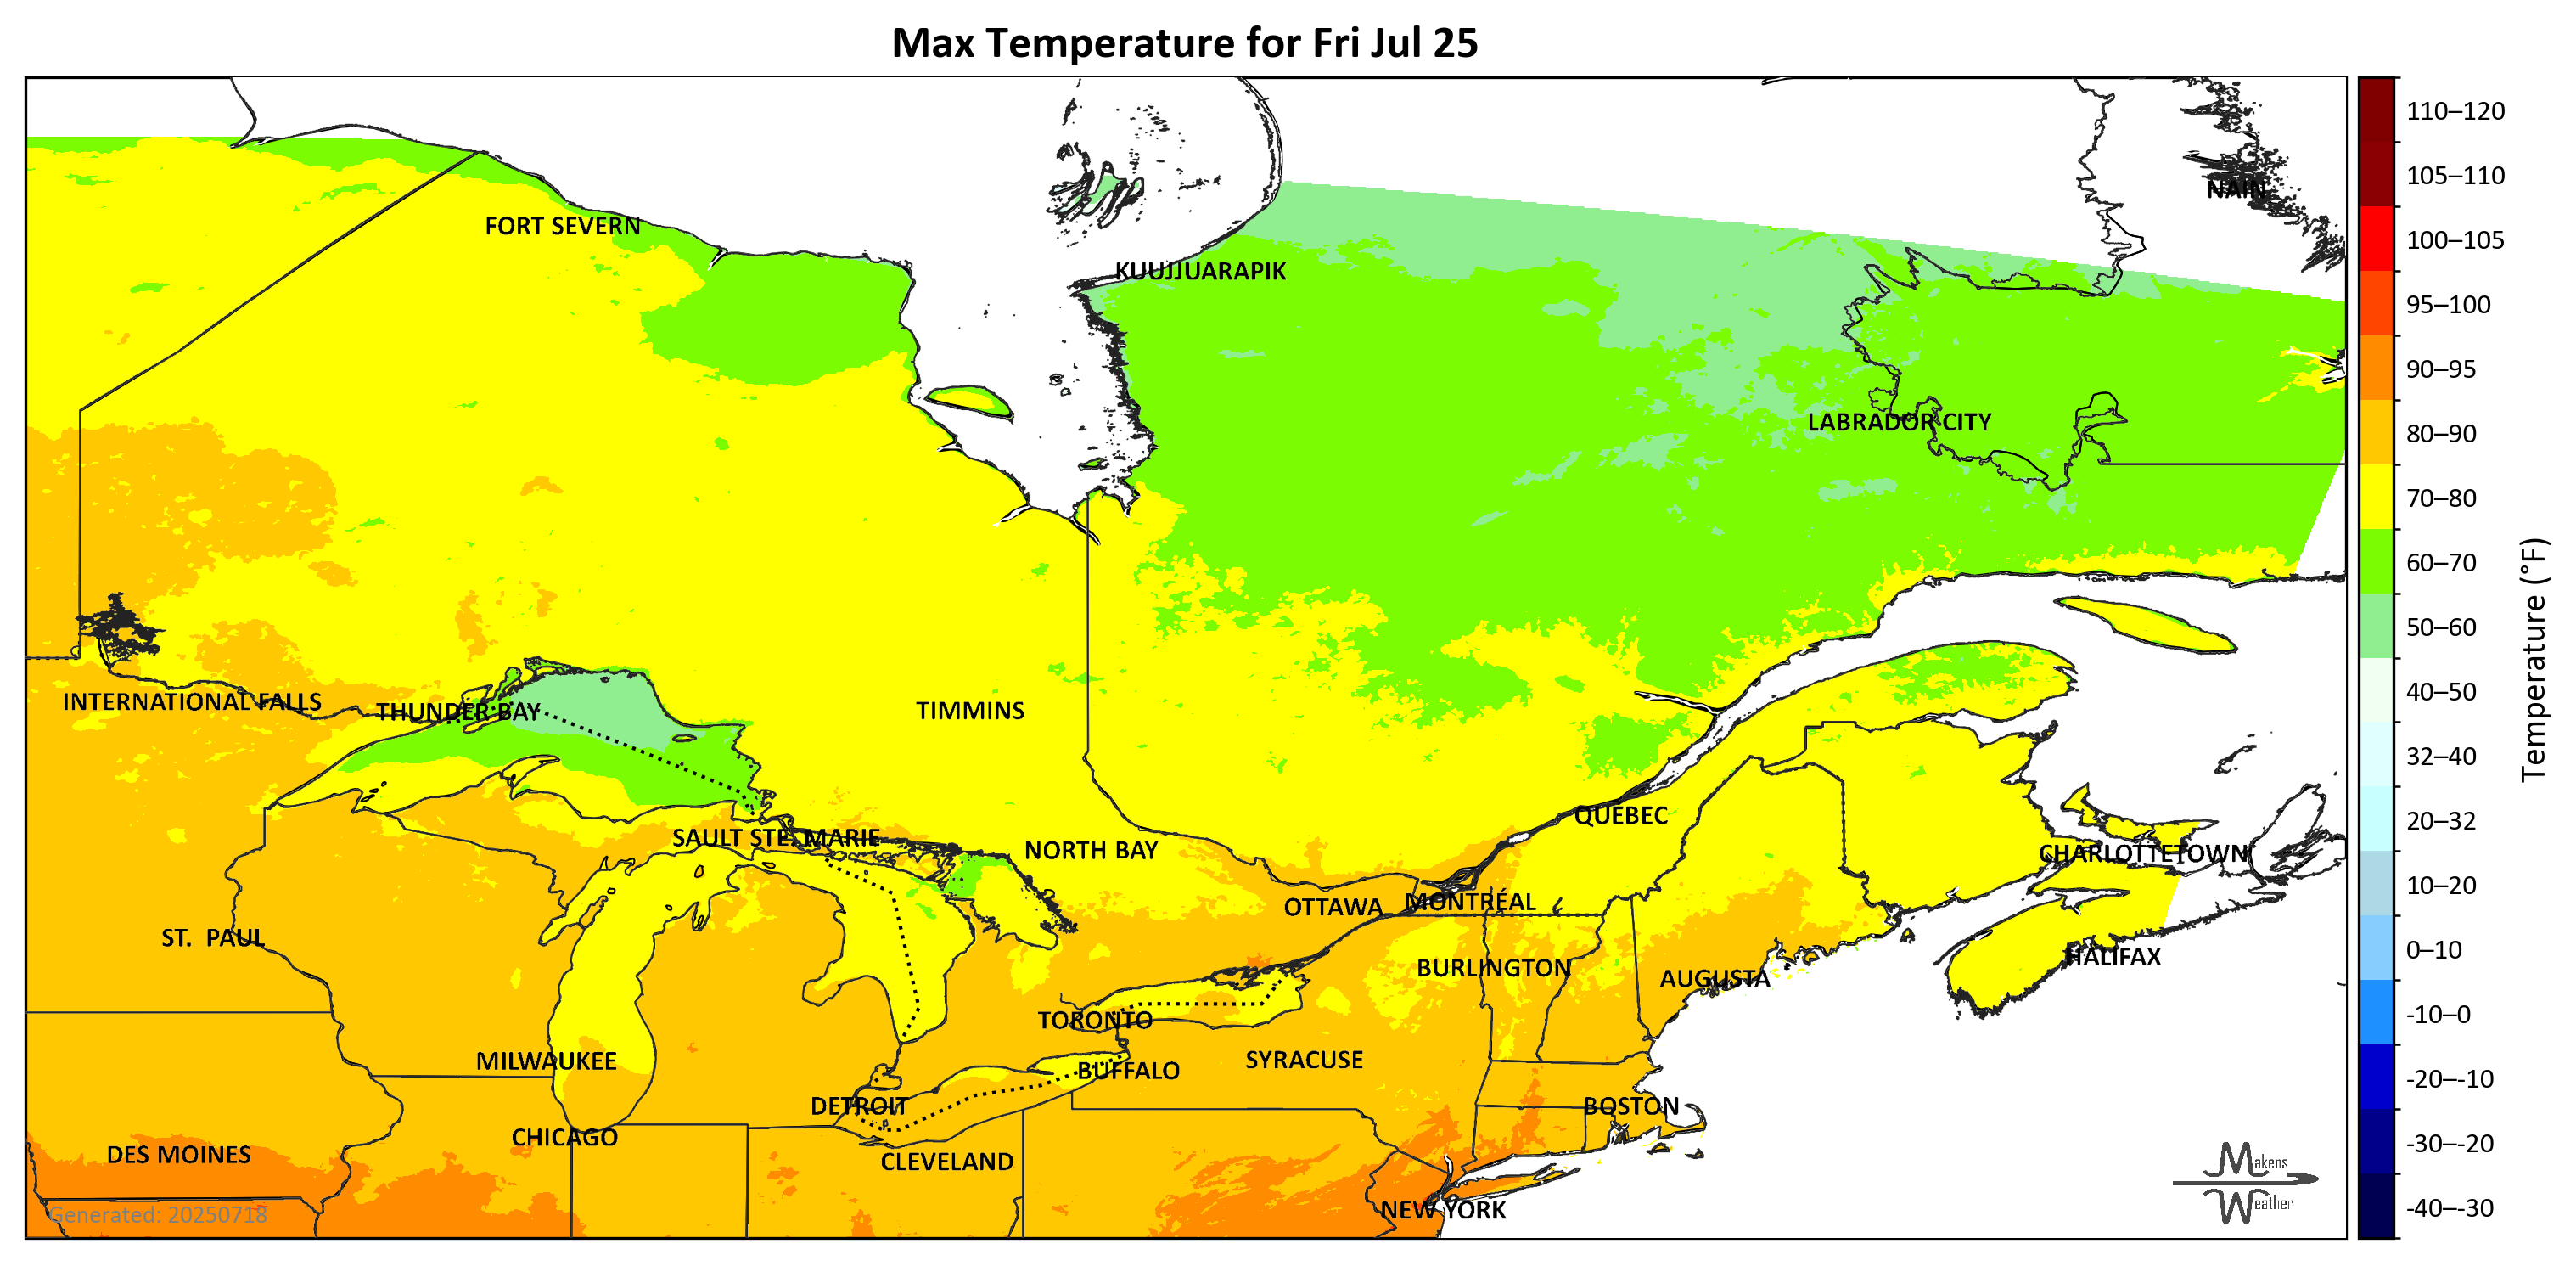 Max Temperature for Fri Jul 25
NAIN
FORT SEVERN
KUUJJUARAPIK
LABRADOR CITY
INTERNATIONAL FALLS
THUNDER BAY
TIMMINS
SAULT STE. MARIE
NORTH BAY
QUEBEC
CHARLOTTETOWN
OTTAWA
MONTRÉAL
ST. PAUL
HALIFAX
BURLINGTON
AUGUSTA
TORONTO
MILWAUKEE
BUFFALO
SYRACUSE
DETROIT
BOSTON
CHICAGO
DES MOINES
CLEVELAND
NEW YORK
Generated: 20250718
Makens
Weather
110–120
105–110
100–105
95–100
90–95
80–90
70–80
60–70
50–60
40–50
32–40
20–32
10–20
0–10
-10–0
-20–-10
-30–-20
-40–-30
Temperature (°F)